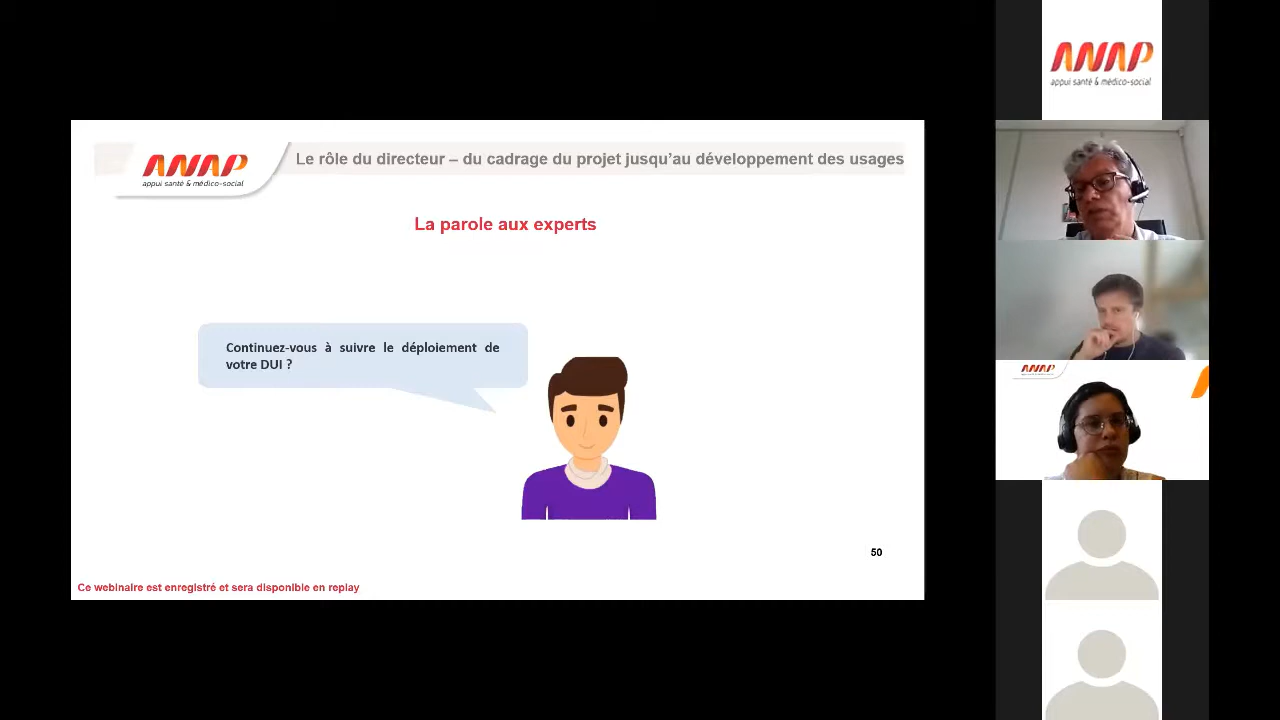 ANAP
appui santé & médico-social
Le rôle du directeur – du cadrage du projet jusqu'au développement des usages
La parole aux experts
Continuez-vous à suivre le déploiement de
votre DUI ?
50
Ce webinaire est enregistré et sera disponible en replay
ANAP
appui santé & médico-social
ANAP